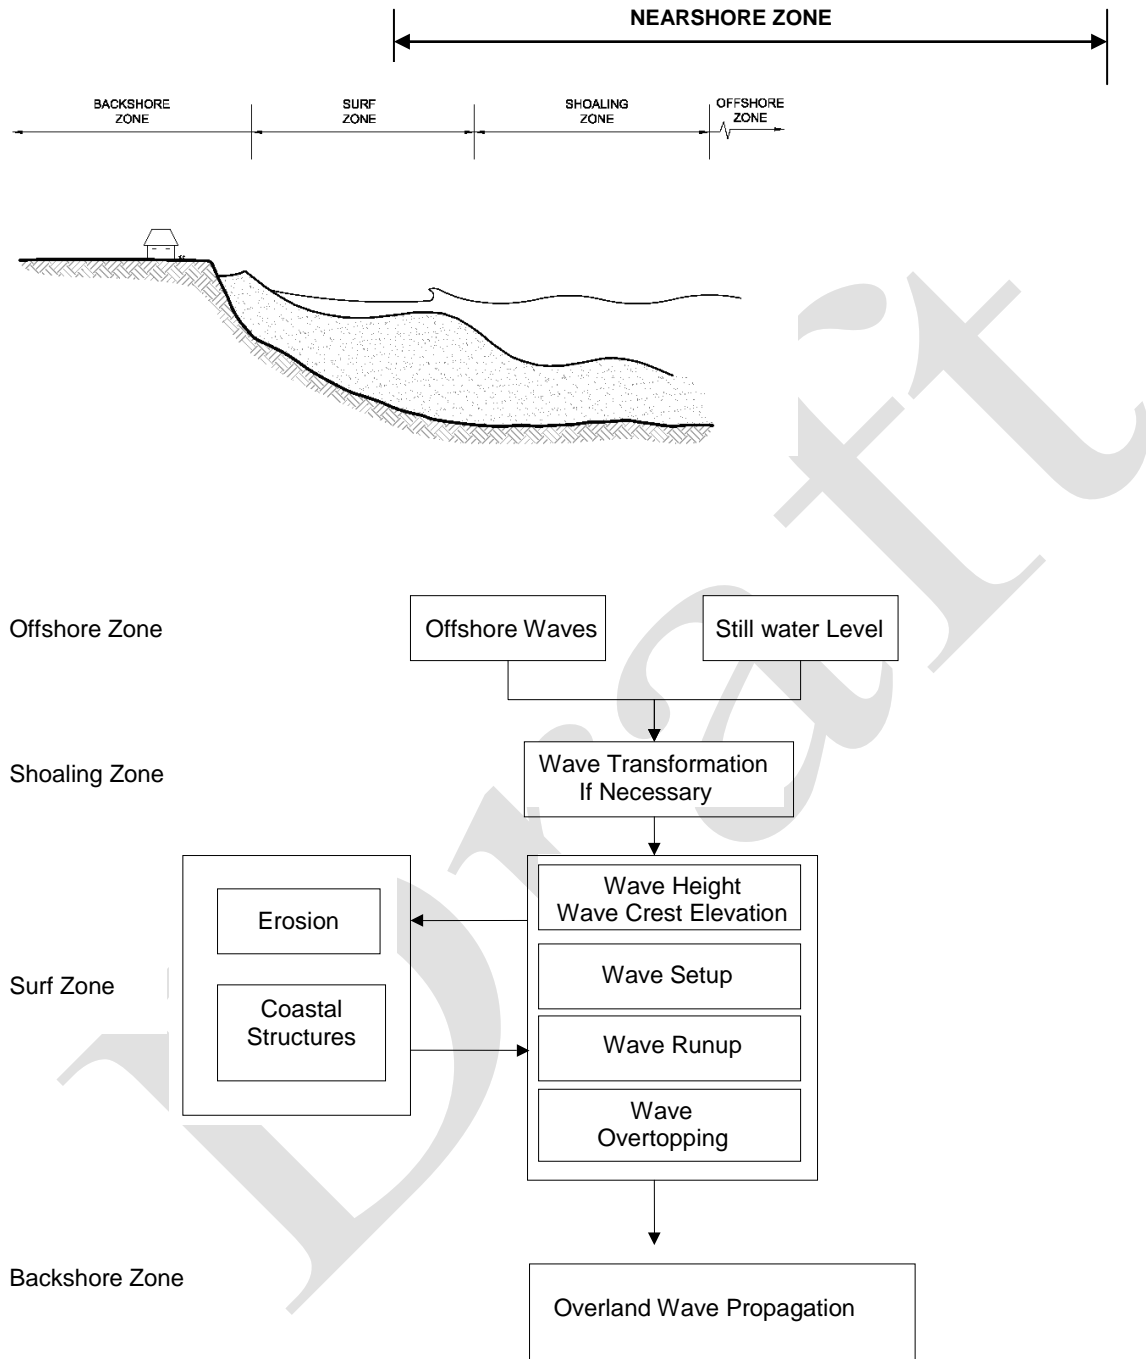 NEARSHORE ZONE
BACKSHORE
ZONE
SURF
ZONE
SHOALING
ZONE
OFFSHORE
ZONE
Offshore Zone
Offshore Waves
Still water Level
Shoaling Zone
Wave Transformation
If Necessary
Wave Height
Wave Crest Elevation
Erosion
Surf Zone
Wave Setup
Coastal
Structures
Wave Runup
Wave
Overtopping
Backshore Zone
Overland Wave Propagation
Draft